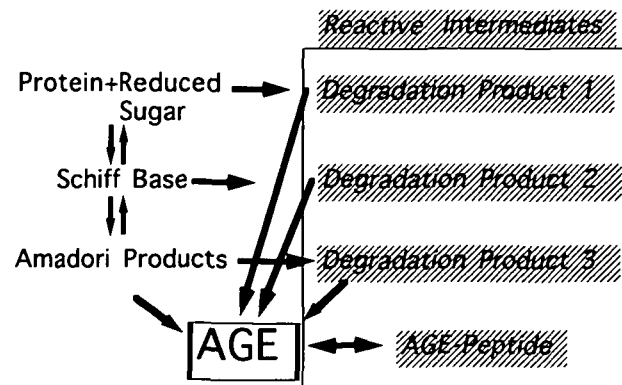 Reactive Intermediates
Protein+Reduced Sugar
Degradation Product 1
Schiff Base
Degradation Product 2
Amadori Products
Degradation Product 3
AGE
AGE-Peptide